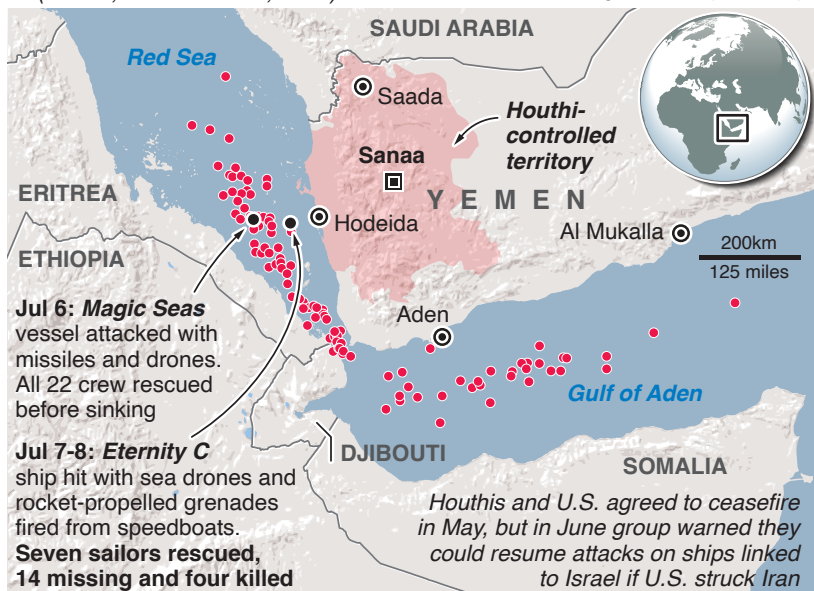 SAUDI ARABIA
Red Sea
Saada
Houthi-
controlled
territory
Sanaa
ERITREA
YEMEN
Hodeida
Al Mukalla
ETHIOPIA
200km
125 miles
Jul 6: Magic Seas
vessel attacked with
missiles and drones.
All 22 crew rescued
before sinking
Aden
Gulf of Aden
Jul 7-8: Eternity C
ship hit with sea drones and
rocket-propelled grenades
fired from speedboats.
Seven sailors rescued,
14 missing and four killed
DJIBOUTI
SOMALIA
Houthis and U.S. agreed to ceasefire
in May, but in June group warned they
could resume attacks on ships linked
to Israel if U.S. struck Iran